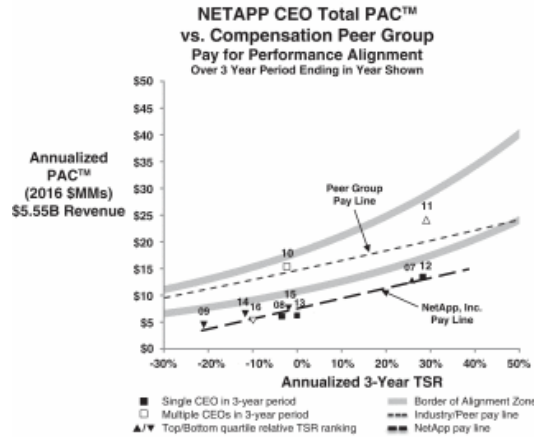 NETAPP CEO Total PAC™
vs. Compensation Peer Group
Pay for Performance Alignment
Over 3 Year Period Ending in Year Shown
Annualized
PAC™
(2016 $MMs)
$5.55B Revenue
$50
$45
$40
$35
$30
$25
$20
$15
$10
$5
$0
Peer Group
Pay Line
11
10
07 12
09
14
16
08
15
13
NetApp, Inc.
Pay Line
-30% -20% -10% 0% 10% 20% 30% 40% 50%
Annualized 3-Year TSR
Single CEO in 3-year period
Multiple CEOs in 3-year period
▲/▼ Top/Bottom quartile relative TSR ranking
Border of Alignment Zone
Industry/Peer pay line
NetApp pay line